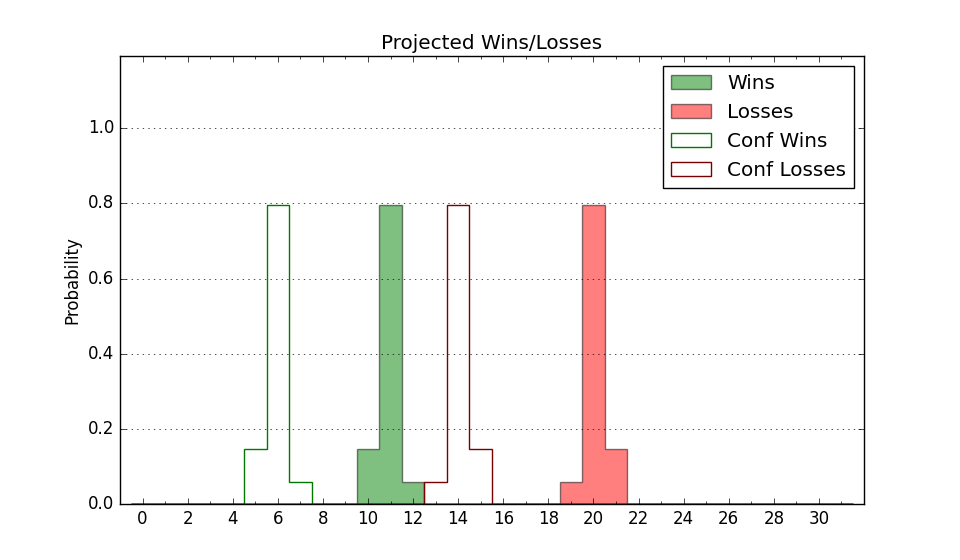 Projected Wins/Losses
Wins
Losses
Conf Wins
Conf Losses
Probability
1.0
0.8
0.6
0.4
0.2
0.0
0 2 4 6 8 10 12 14 16 18 20 22 24 26 28 30